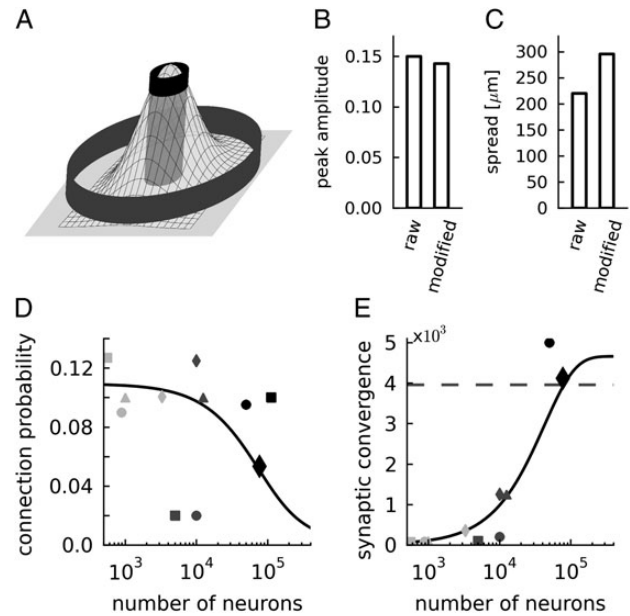 A
B
peak amplitude
0.15
0.10
0.05
0.00
raw
modified
C
spread [μm]
300
250
200
150
100
50
0
raw
modified
D
connection probability
0.12
0.08
0.04
0.0
10³ 10⁴ 10⁵
number of neurons
E
synaptic convergence
5 x10³
4
3
2
1
0
10³ 10⁴ 10⁵
number of neurons